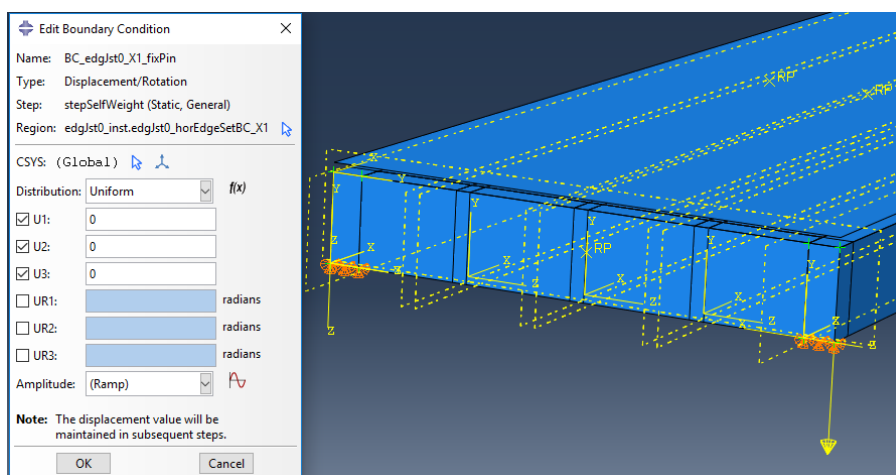 Edit Boundary Condition
Name: BC_edgJst0_X1_fixPin
Type: Displacement/Rotation
Step: stepSelfWeight (Static, General)
Region: edgJst0_inst.edgJst0_horEdgeSetBC_X1
CSYS: (Global)
Distribution: Uniform f(x)
U1: 0
U2: 0
U3: 0
UR1: radians
UR2: radians
UR3: radians
Amplitude: (Ramp)
Note: The displacement value will be
maintained in subsequent steps.
OK Cancel
RP
RP
X
Y
Y
Y
RP
Y
Y
Z
X
X
X
X
Z
Z
Z
Z